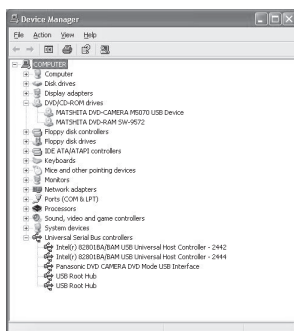 Device Manager
File Action View Help
COMPUTER
Computer
Disk drives
Display adapters
DVD/CD-ROM drives
MATSHITA DVD-CAMERA M5070 USB Device
MATSHITA DVD-RAM SW-9572
Floppy disk controllers
Floppy disk drives
IDE ATA/ATAPI controllers
Keyboards
Mice and other pointing devices
Monitors
Network adapters
Ports (COM & LPT)
Processors
Sound, video and game controllers
System devices
Universal Serial Bus controllers
Intel(r) 82801BA/BAM USB Universal Host Controller - 2442
Intel(r) 82801BA/BAM USB Universal Host Controller - 2444
Panasonic DVD CAMERA DVD Mode USB Interface
USB Root Hub
USB Root Hub